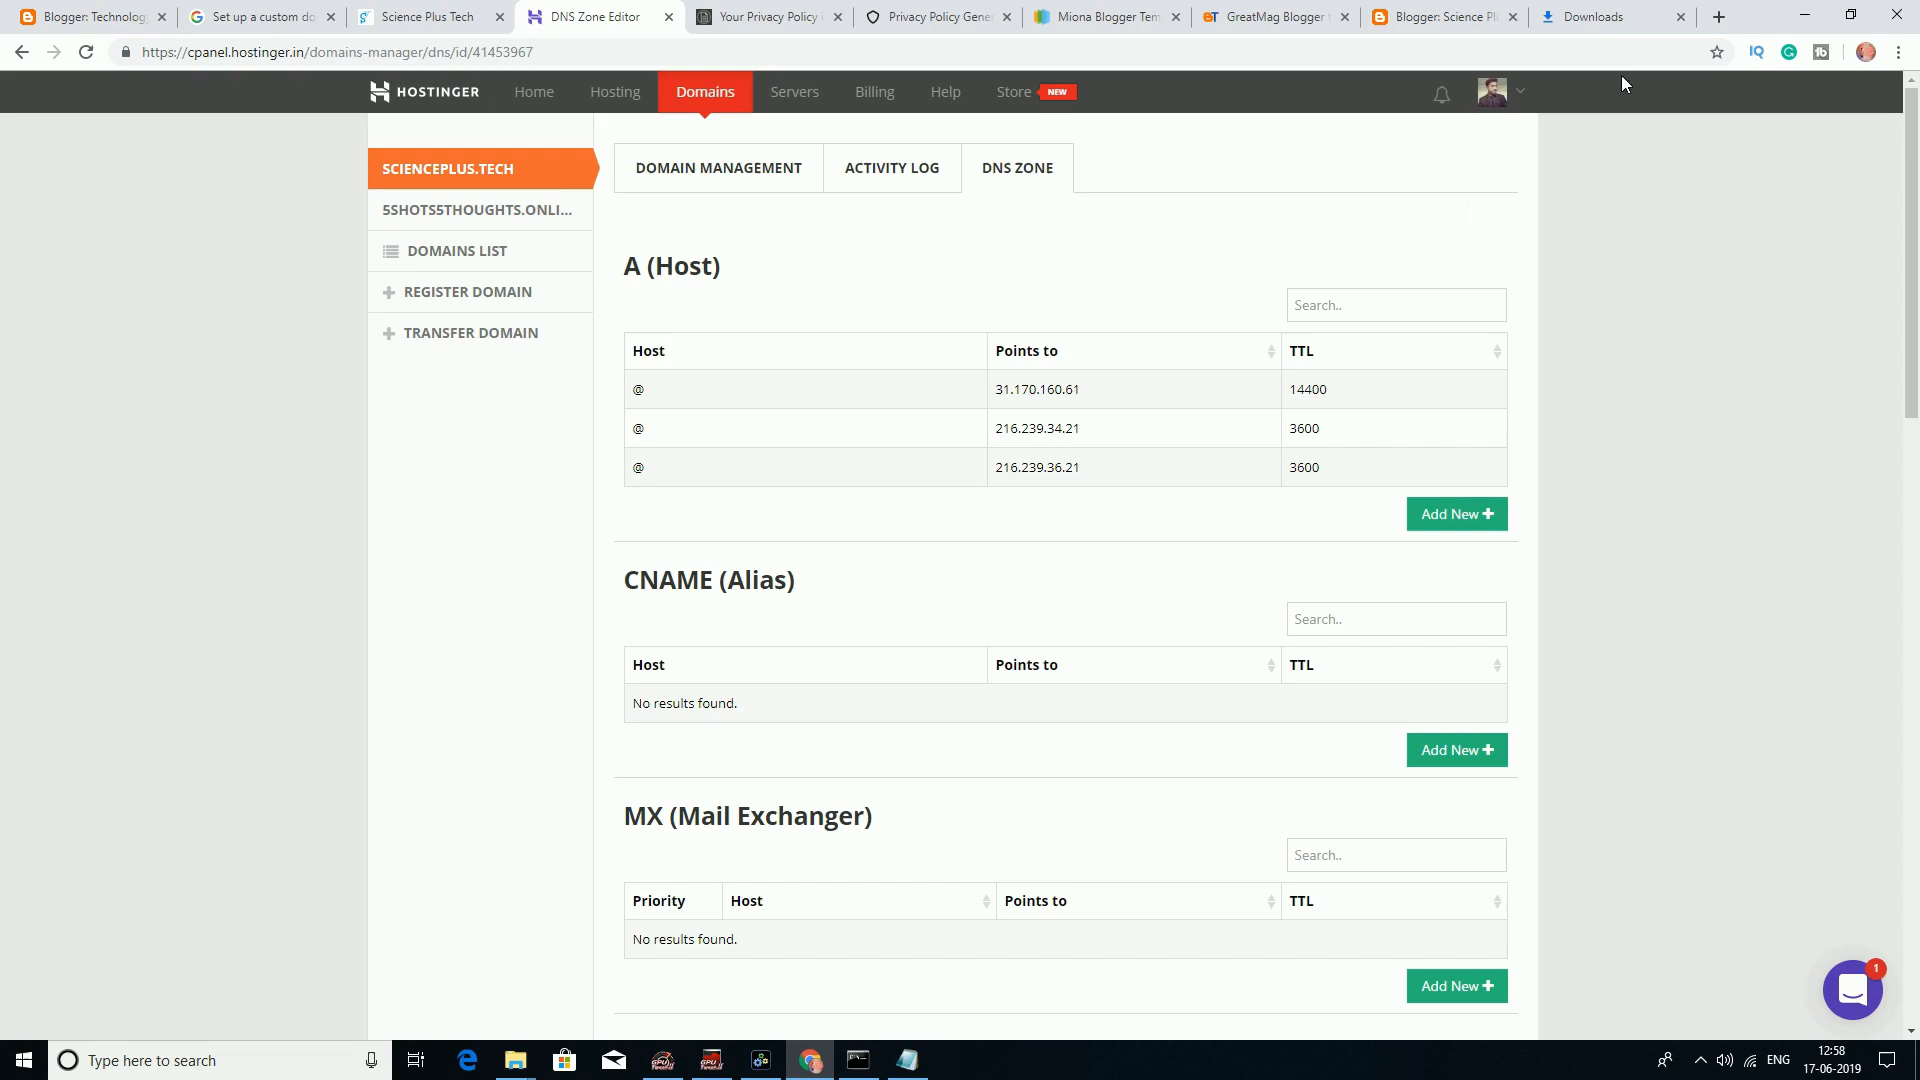 Blogger: Technology
Set up a custom do
Science Plus Tech
DNS Zone Editor
Your Privacy Policy
Privacy Policy Gene
Miona Blogger Tem
GreatMag Blogger
Blogger: Science Pl
Downloads
https://cpanel.hostinger.in/domains-manager/dns/id/41453967
HOSTINGER
Home
Hosting
Domains
Servers
Billing
Help
Store NEW
SCIENCEPLUS.TECH
5SHOTS5THOUGHTS.ONLI...
DOMAINS LIST
REGISTER DOMAIN
TRANSFER DOMAIN
DOMAIN MANAGEMENT
ACTIVITY LOG
DNS ZONE
A (Host)
Search..
Host Points to TTL
@ 31.170.160.61 14400
@ 216.239.34.21 3600
@ 216.239.36.21 3600
Add New +
CNAME (Alias)
Search..
Host Points to TTL
No results found.
Add New +
MX (Mail Exchanger)
Search..
Priority Host Points to TTL
No results found.
Add New +
1
Type here to search
ENG
12:58
17-06-2019